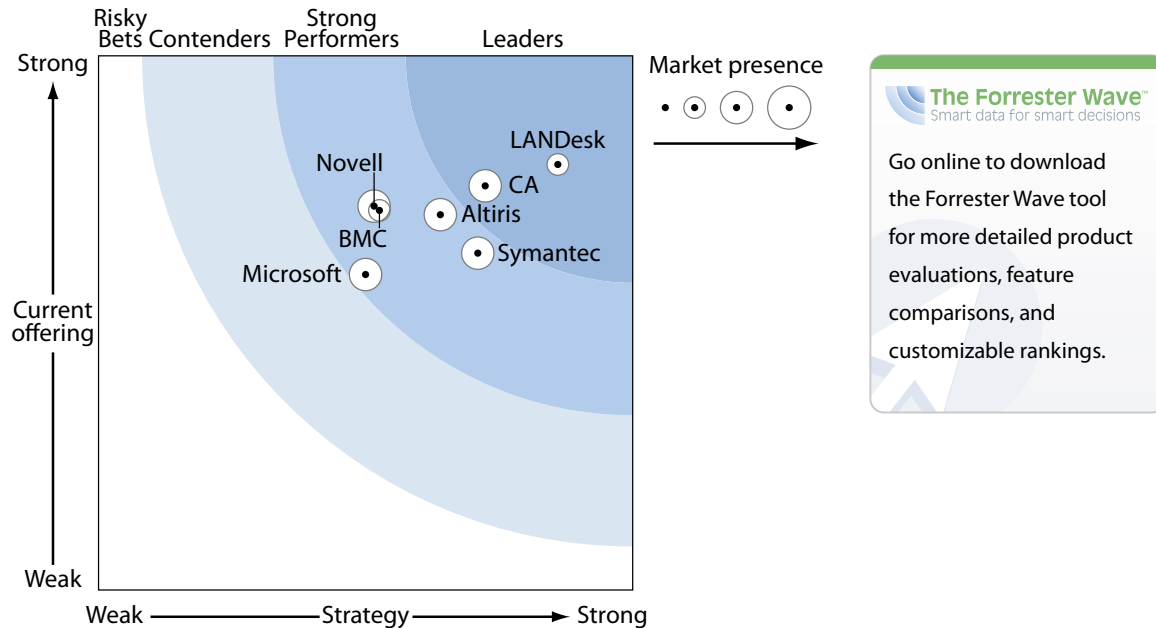 Risky
Bets
Contenders
Strong
Performers
Leaders
Strong
Current
offering
Weak
Weak
Strategy
Strong
LANDesk
Novell
CA
Altiris
BMC
Symantec
Microsoft
Market presence
The Forrester Wave™
Smart data for smart decisions
Go online to download
the Forrester Wave tool
for more detailed product
evaluations, feature
comparisons, and
customizable rankings.